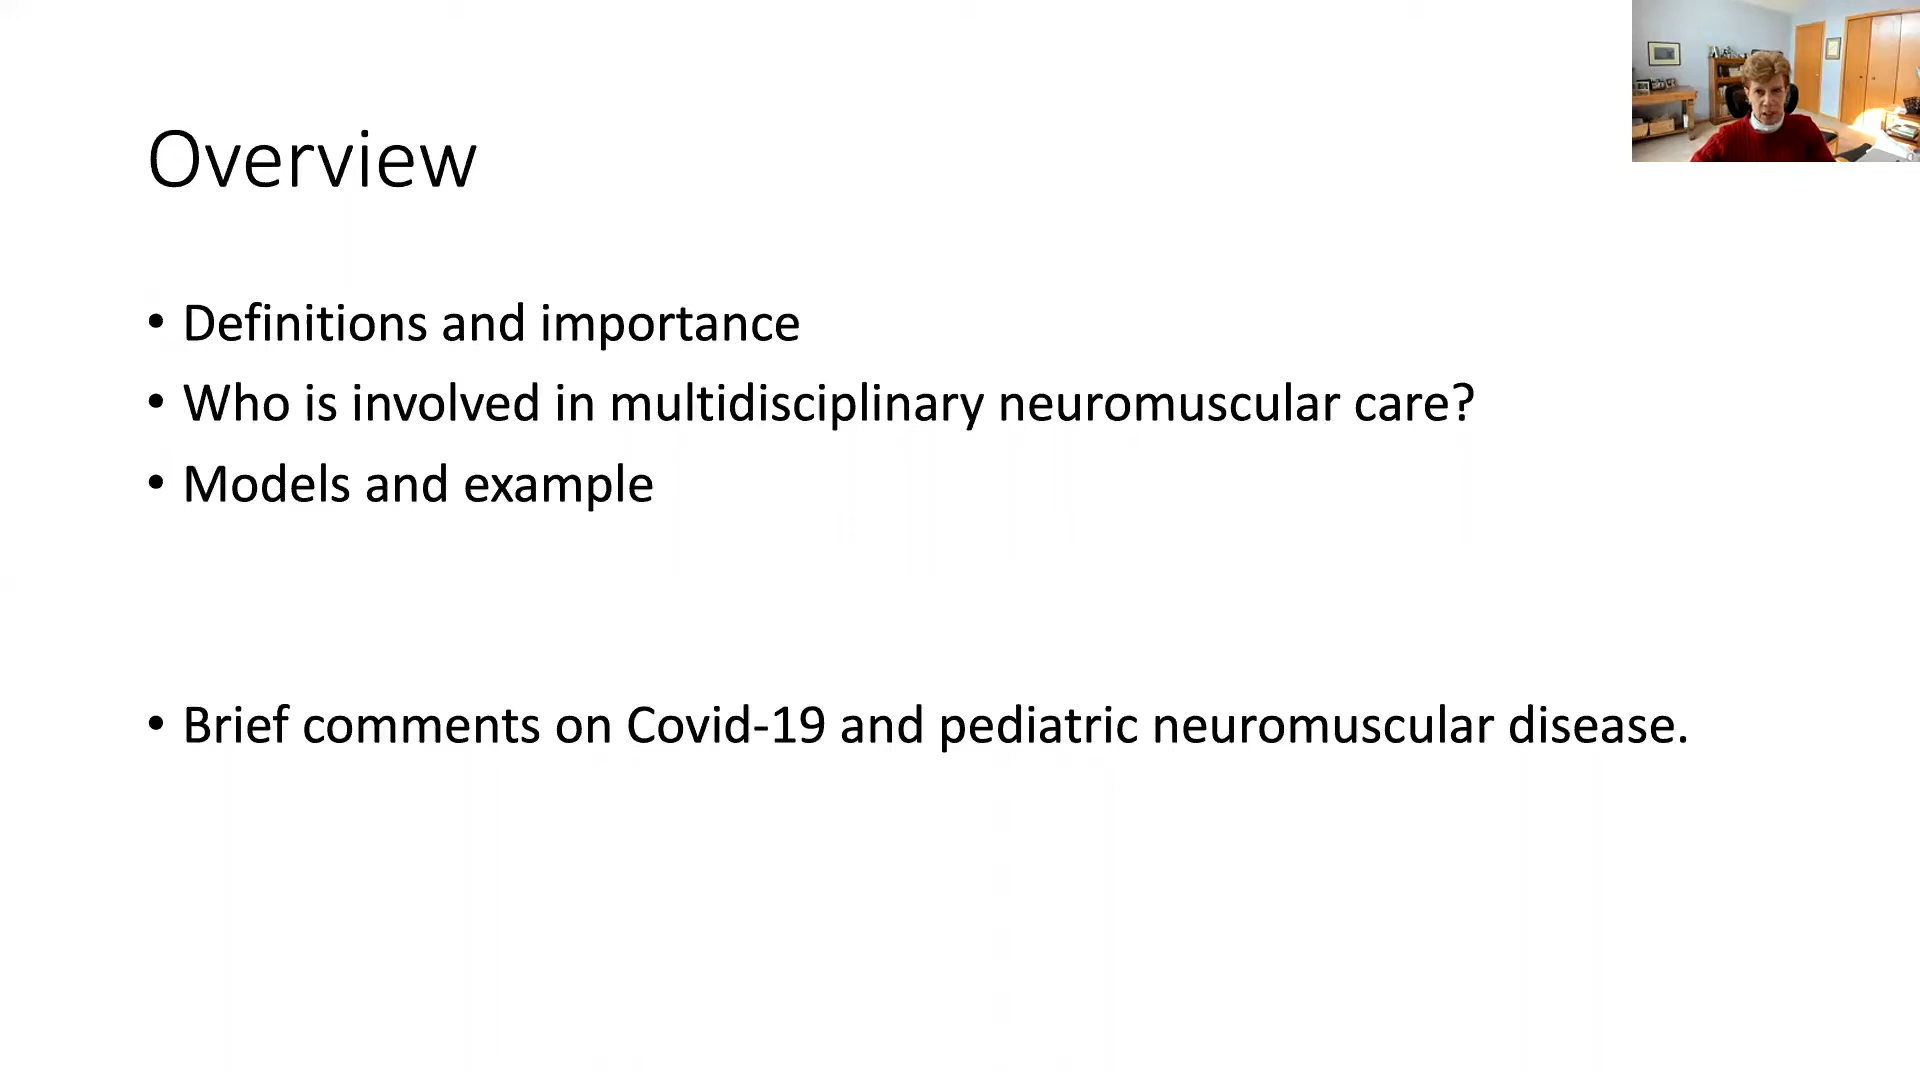 Overview
• Definitions and importance
• Who is involved in multidisciplinary neuromuscular care?
• Models and example
• Brief comments on Covid-19 and pediatric neuromuscular disease.